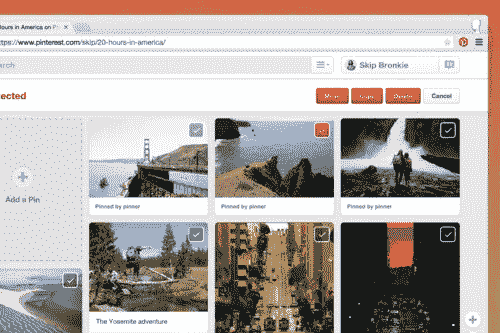 Hours in America on Pi
https://www.pinterest.com/skip/20-hours-in-america/
arch
Skip Bronkie
ected
Move
Copy
Delete
Cancel
Add a Pin
Pinned by pinner
Pinned by pinner
Pinned by pinner
The Yosemite adventure